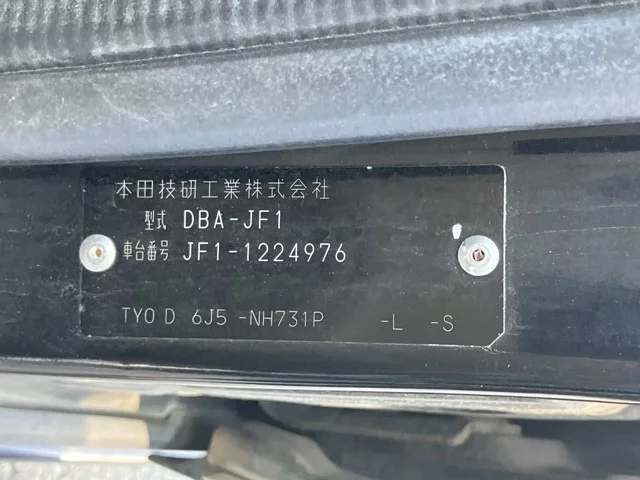 本田技研工業株式会社
型式 DBA-JF1
車台番号 JF1-1224976
TYO D 6J5 -NH731P -L -S